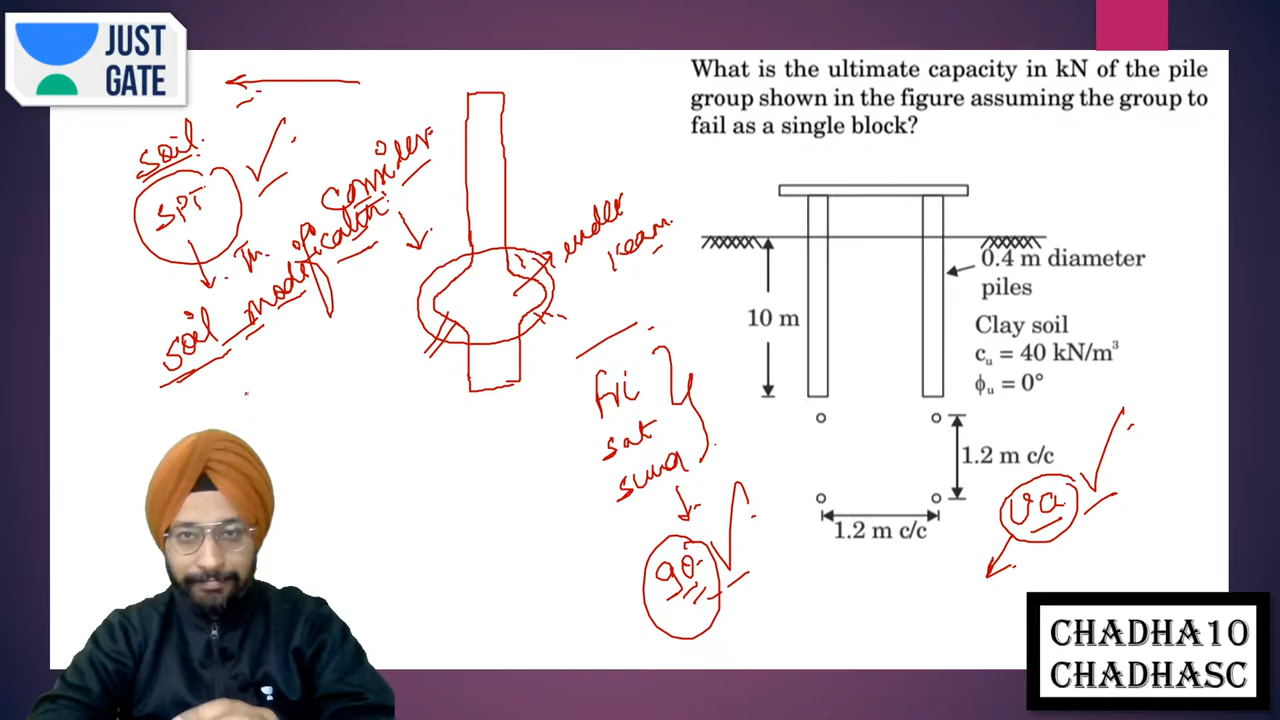 JUST
GATE
What is the ultimate capacity in kN of the pile
group shown in the figure assuming the group to
fail as a single block?
soil.
SPT
consider
soil modification
under
ream.
10 m
0.4 m diameter
piles
Clay soil
cᵤ = 40 kN/m³
ϕᵤ = 0°
Fri
sat
1.2 m c/c
1.2 m c/c
CHADHA10
CHADHASC